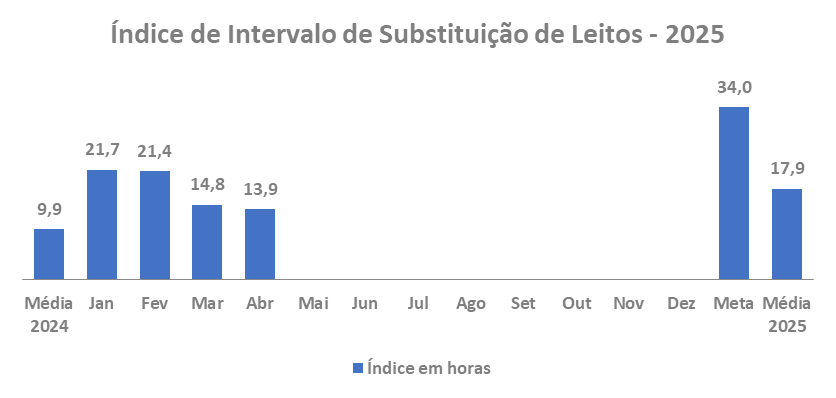 Índice de Intervalo de Substituição de Leitos - 2025
34,0
21,7
21,4
17,9
14,8
13,9
9,9
Média 2024 Jan Fev Mar Abr Mai Jun Jul Ago Set Out Nov Dez Meta Média 2025
Índice em horas